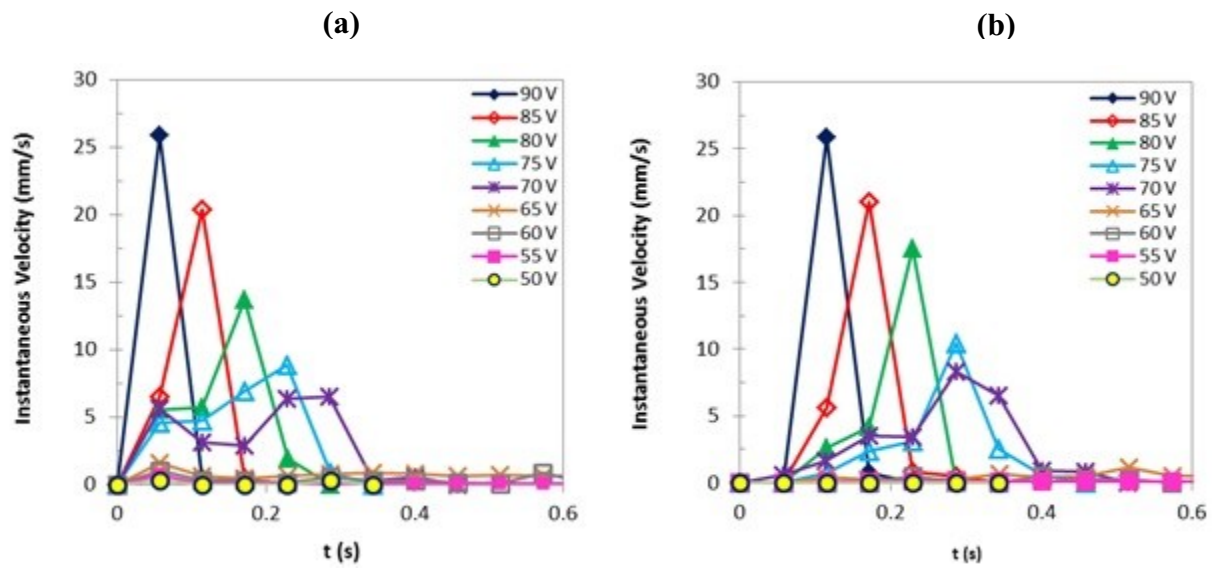 (a)
Instantaneous Velocity (mm/s)
30
25
20
15
10
5
0
90 V
85 V
80 V
75 V
70 V
65 V
60 V
55 V
50 V
0
0.2
0.4
0.6
t (s)
(b)
Instantaneous Velocity (mm/s)
30
25
20
15
10
5
0
90 V
85 V
80 V
75 V
70 V
65 V
60 V
55 V
50 V
0
0.2
0.4
0.6
t (s)